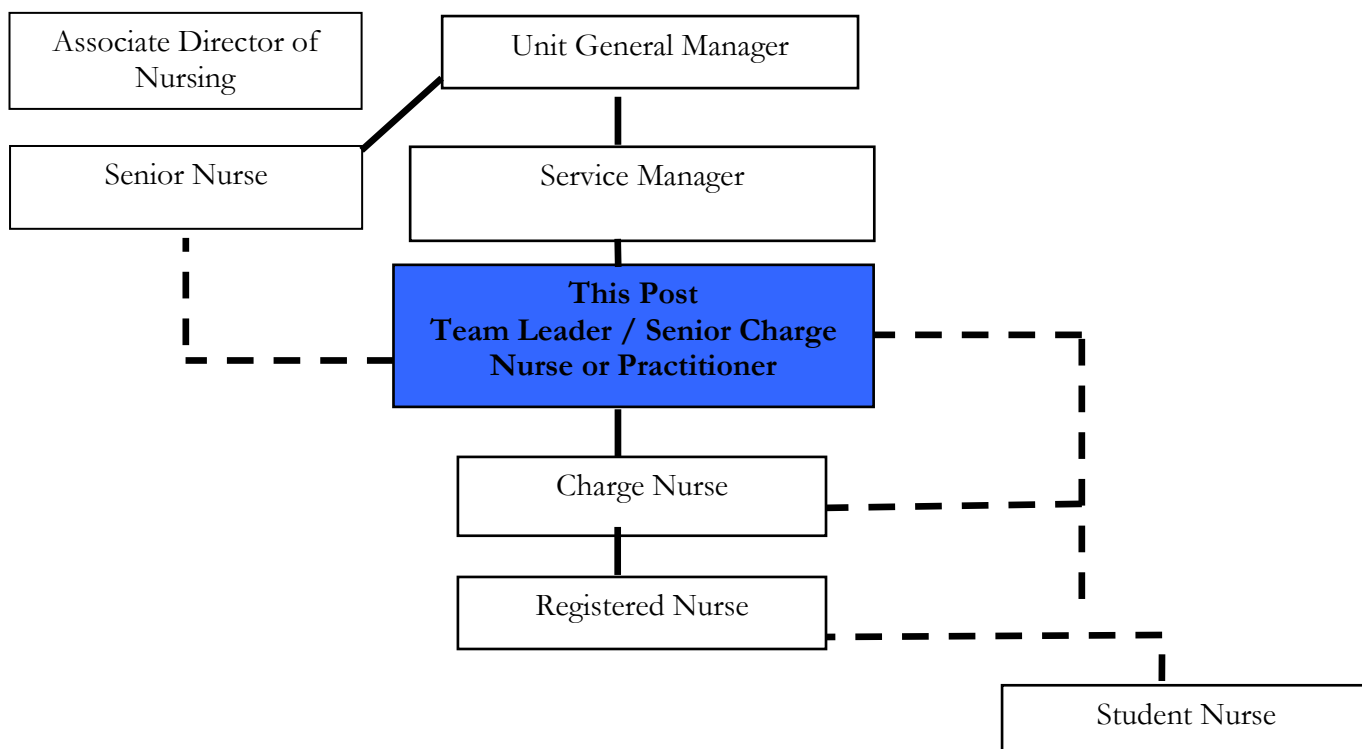 Associate Director of
Nursing
Unit General Manager
Senior Nurse
Service Manager
This Post
Team Leader / Senior Charge
Nurse or Practitioner
Charge Nurse
Registered Nurse
Student Nurse